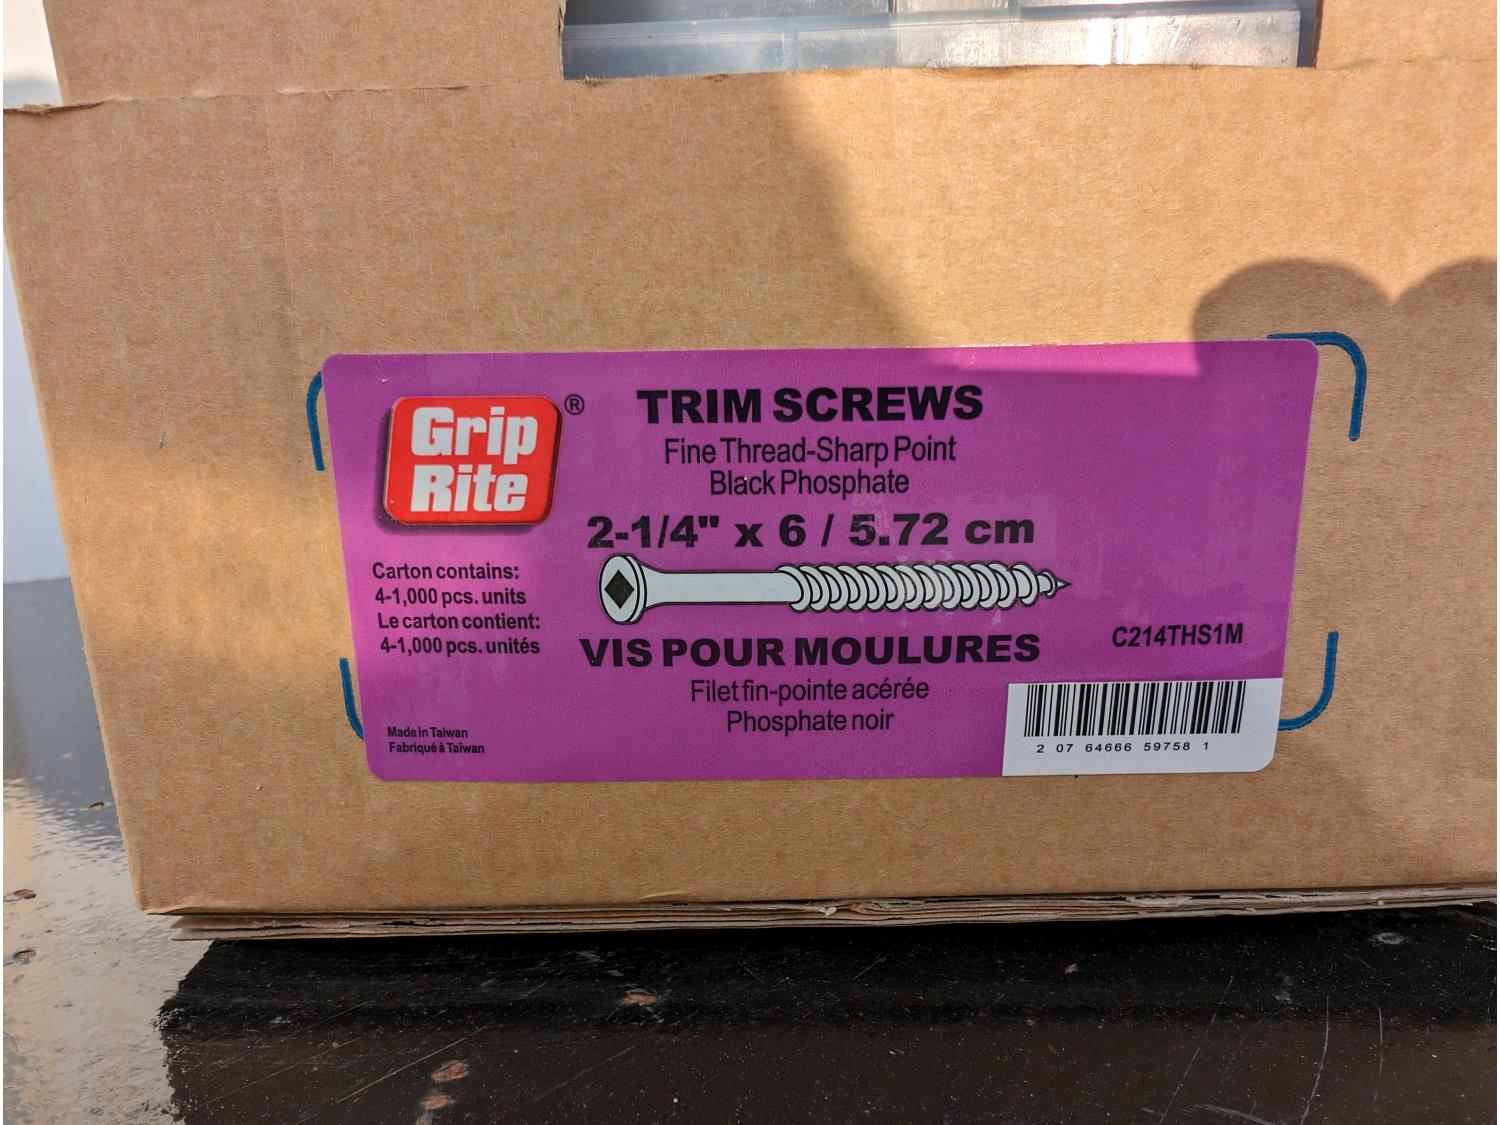 Grip
Rite
®
TRIM SCREWS
Fine Thread-Sharp Point
Black Phosphate
2-1/4" x 6 / 5.72 cm
Carton contains:
4-1,000 pcs. units
Le carton contient:
4-1,000 pcs. unités
VIS POUR MOULURES
Filet fin-pointe acérée
Phosphate noir
C214THS1M
Made in Taiwan
Fabriqué à Taïwan
2 07 64666 59758 1